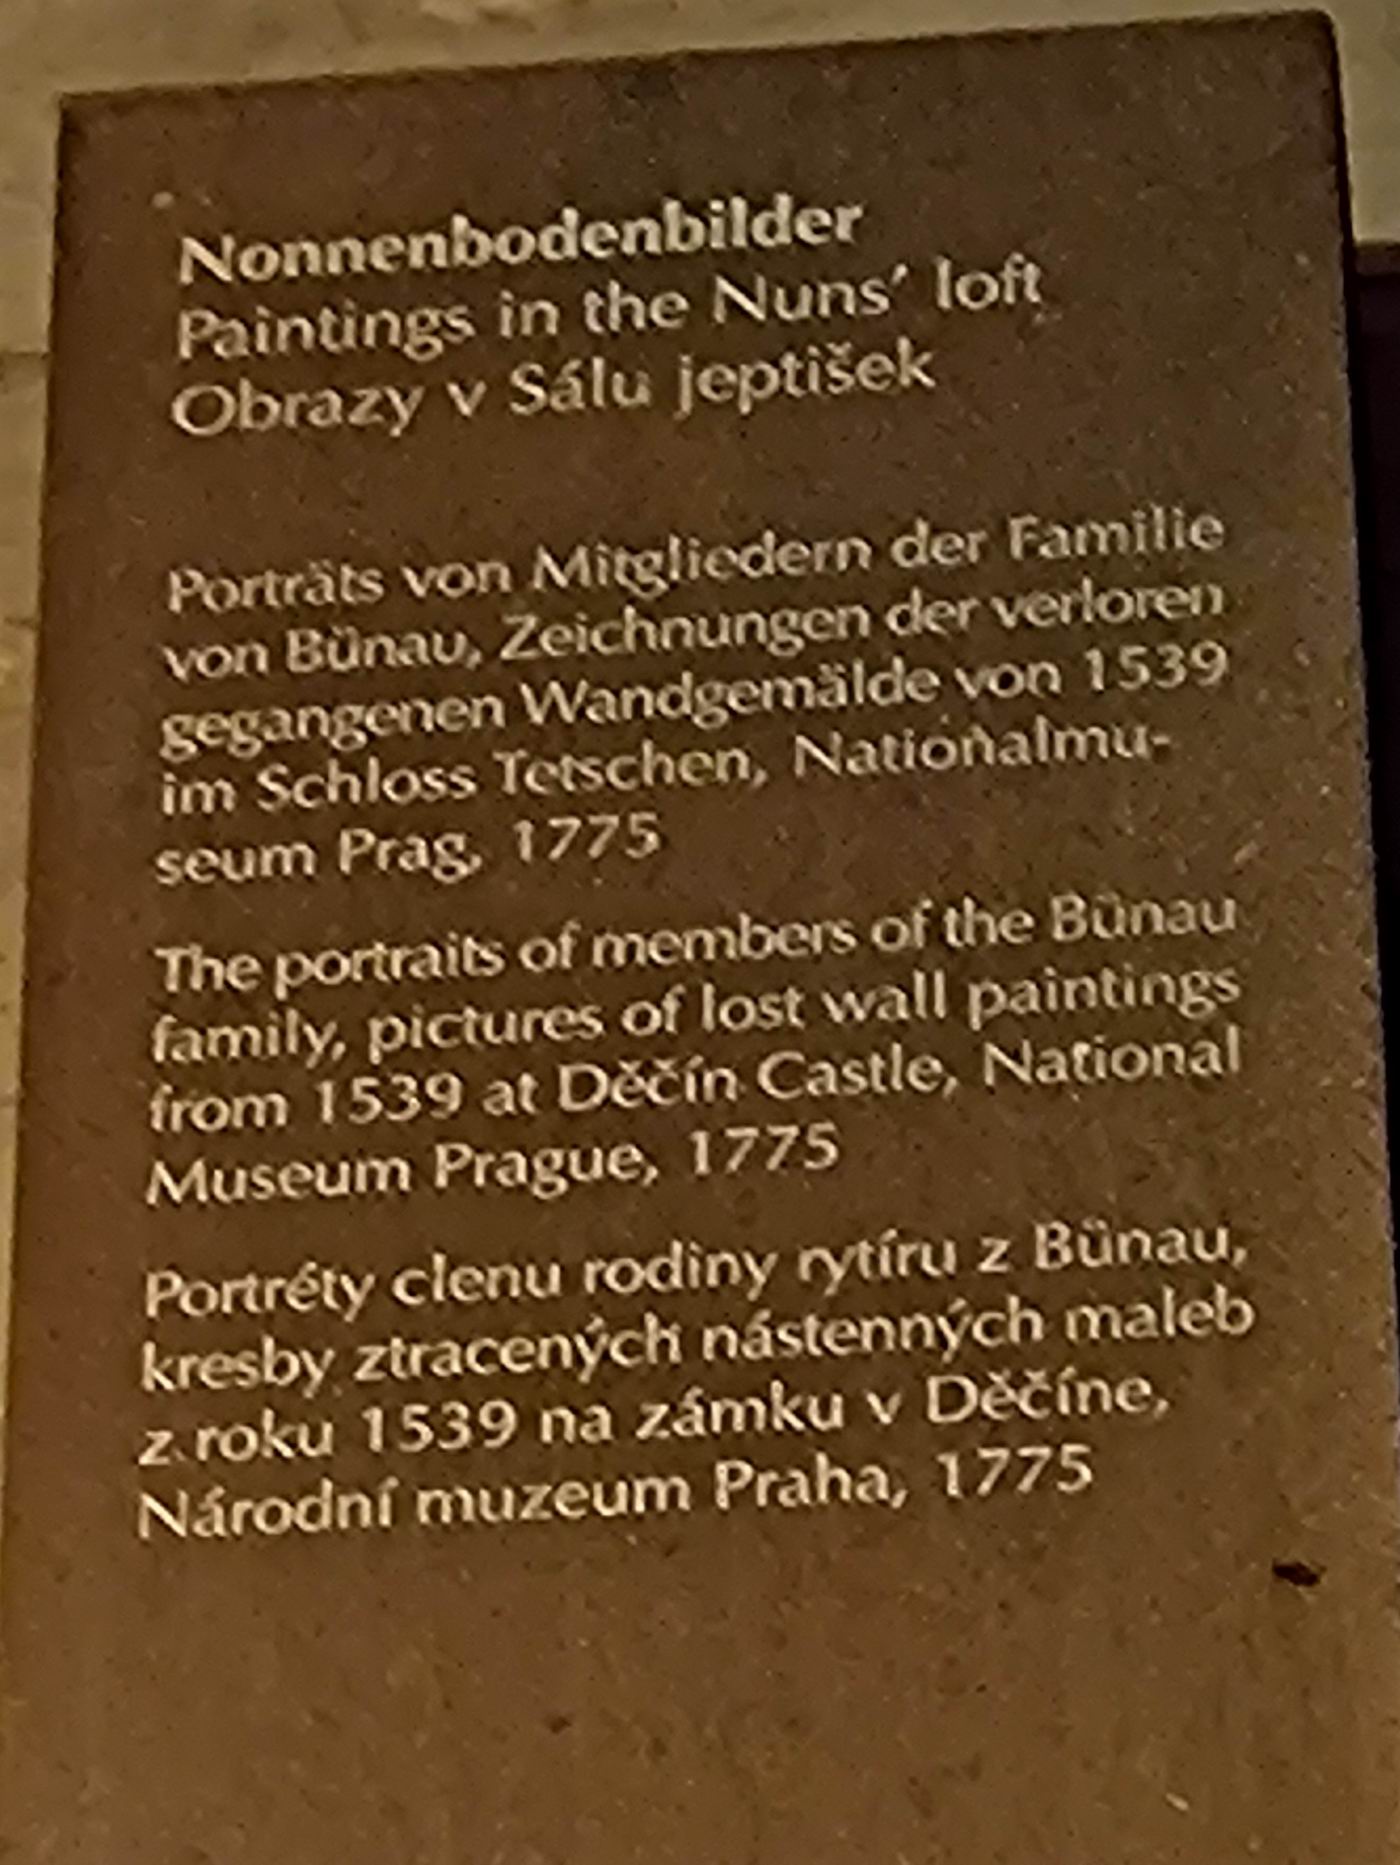 Nonnenbodenbilder
Paintings in the Nuns' loft
Obrazy v Sálu jeptišek
Porträts von Mitgliedern der Familie
von Bünau, Zeichnungen der verloren
gegangenen Wandgemälde von 1539
im Schloss Tetschen, Nationalmu-
seum Prag, 1775
The portraits of members of the Bünau
family, pictures of lost wall paintings
from 1539 at Děčín Castle, National
Museum Prague, 1775
Portréty clenu rodiny rytíru z Bünau,
kresby ztracených nástenných maleb
z roku 1539 na zámku v Děčíne,
Národní muzeum Praha, 1775